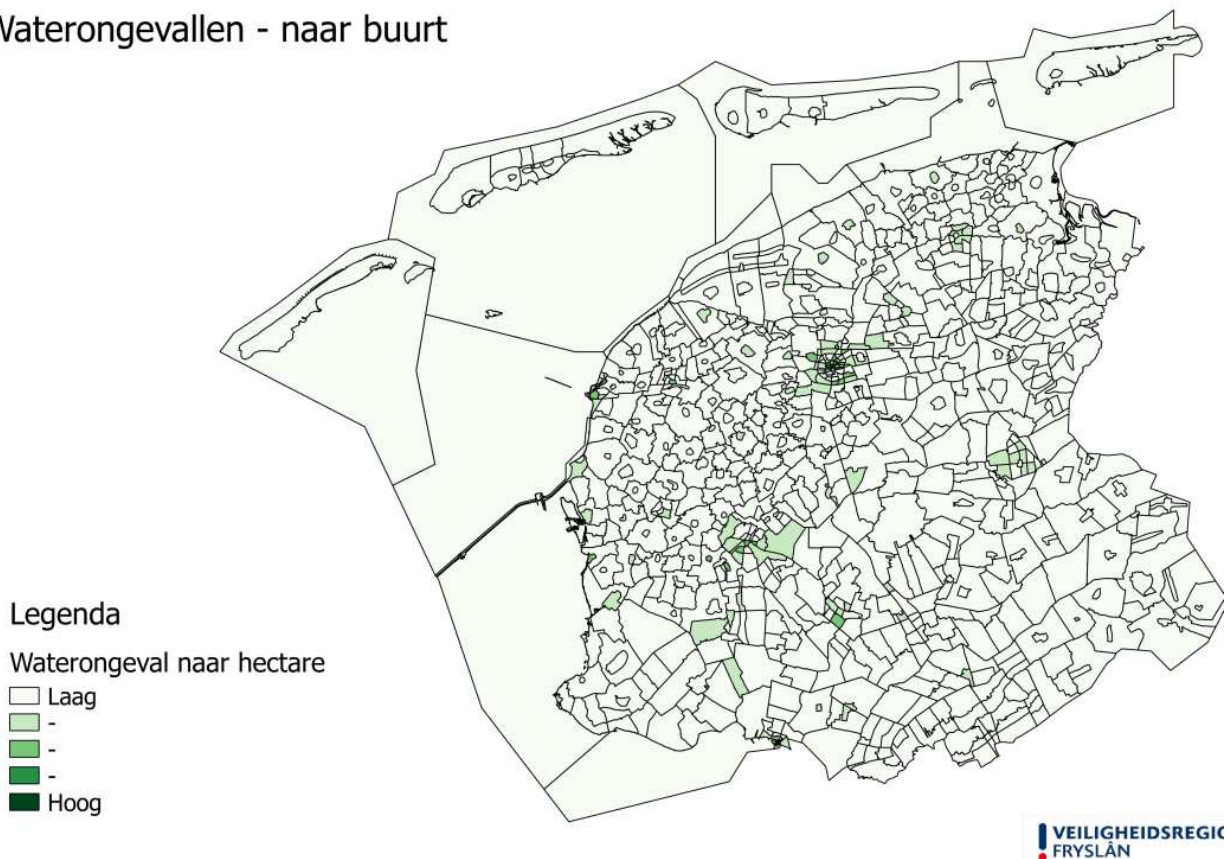 Waterongevallen - naar buurt
Legenda
Waterongeval naar hectare
Laag
-
-
-
Hoog
VEILIGHEIDSREGIO
FRYSLÂN